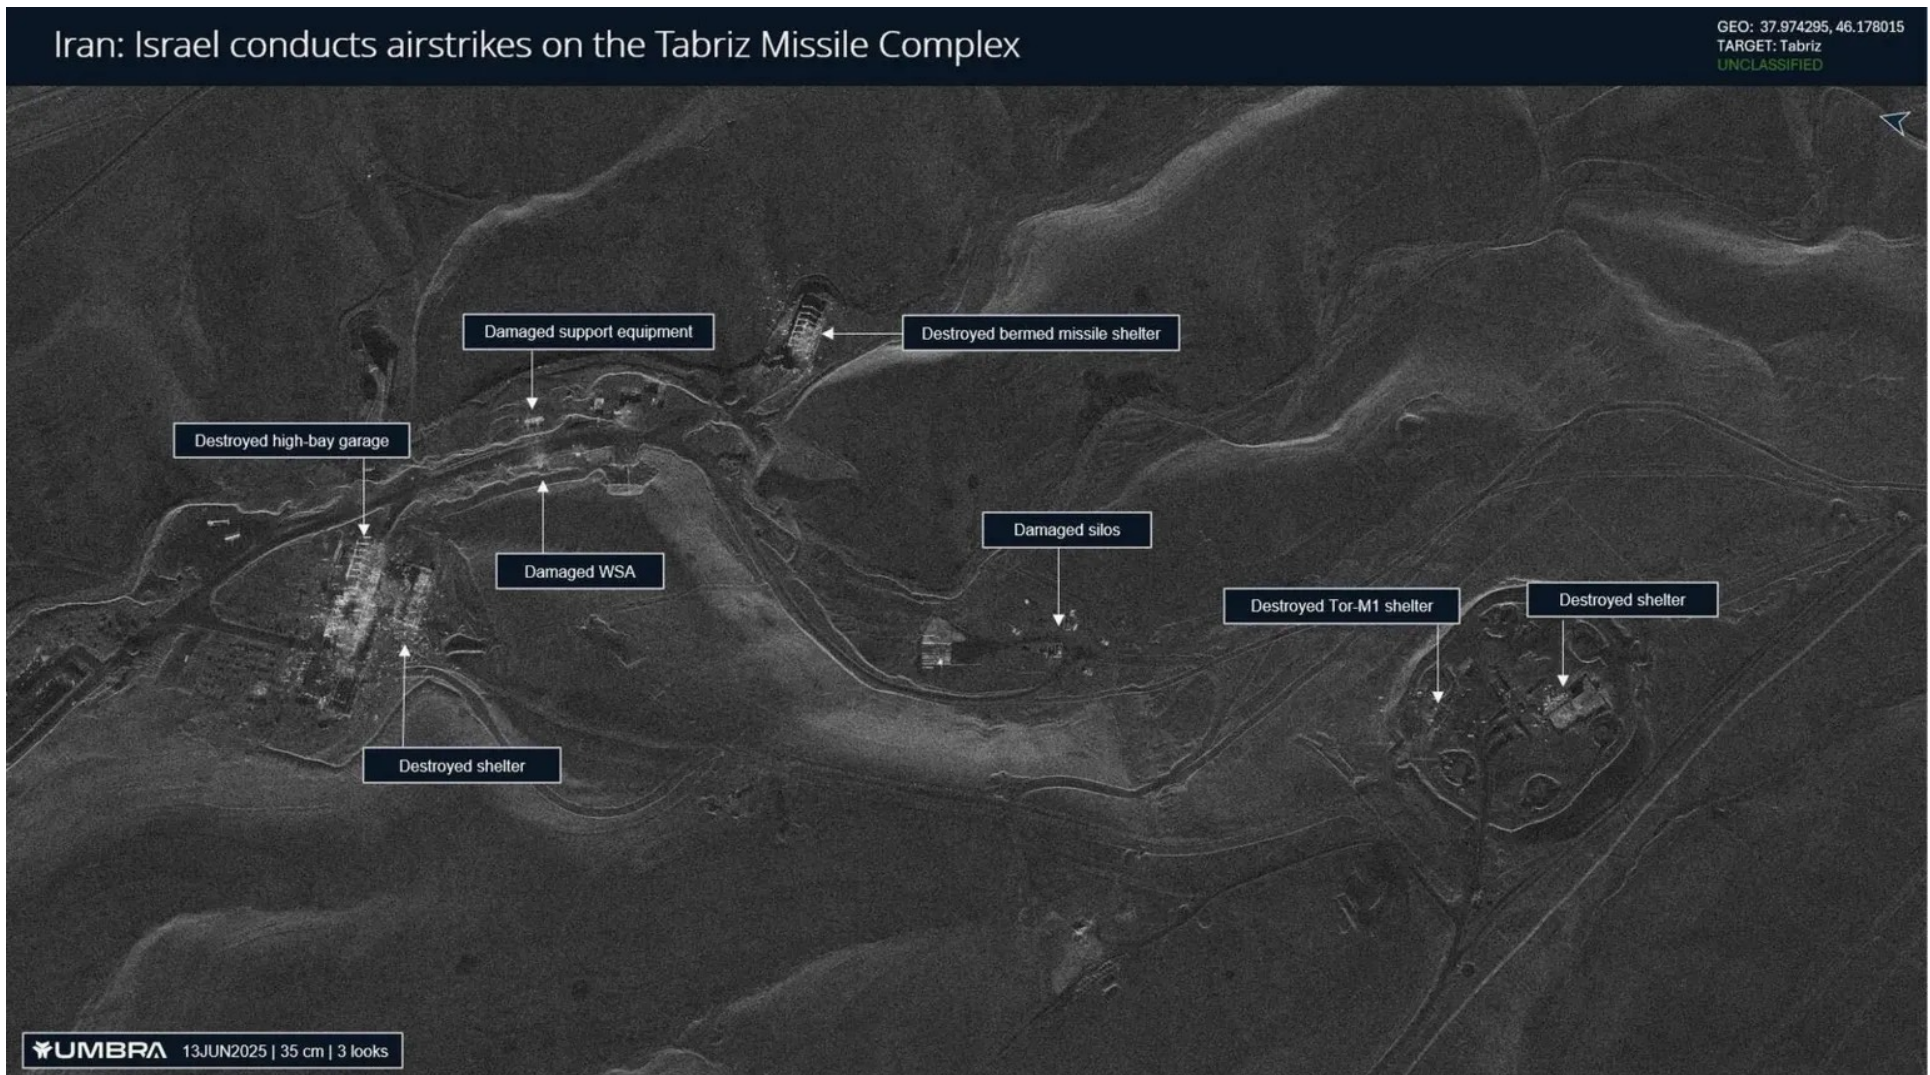 Iran: Israel conducts airstrikes on the Tabriz Missile Complex
GEO: 37.974295, 46.178015
TARGET: Tabriz
UNCLASSIFIED
Damaged support equipment
Destroyed bermed missile shelter
Destroyed high-bay garage
Damaged silos
Damaged WSA
Destroyed Tor-M1 shelter
Destroyed shelter
Destroyed shelter
UMBRA 13JUN2025 | 35 cm | 3 looks